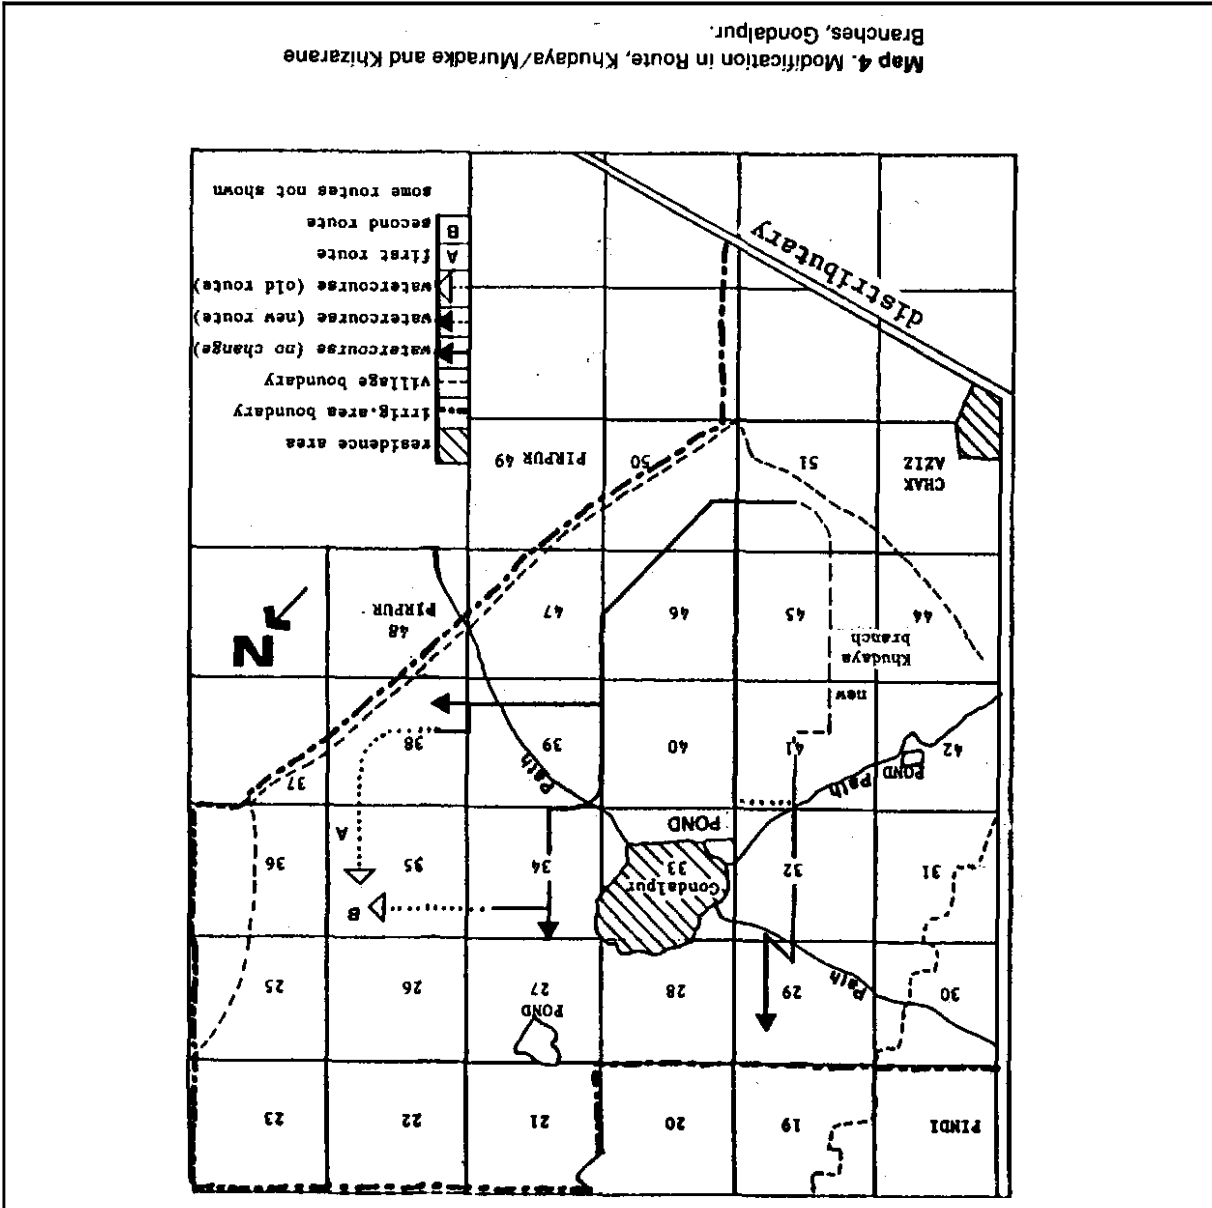 PINDI 19 20 21 22 23
POND
30 Path 29 28 27 26 25
B
31 32 Gondalpur 33 34 35 36
A
POND
Path POND Path 37
42 41 40 39 38
new
Khudaya
branch
N
44 45 46 47 48
PIRPUR
CHAK
AZIZ
51 50 PIRPUR 49
distributary
residence area
irrig.area boundary
village boundary
watercourse (no change)
watercourse (new route)
watercourse (old route)
A first route
B second route
some routes not shown
Map 4. Modification in Route, Khudaya/Muradke and Khizarane
Branches, Gondalpur.